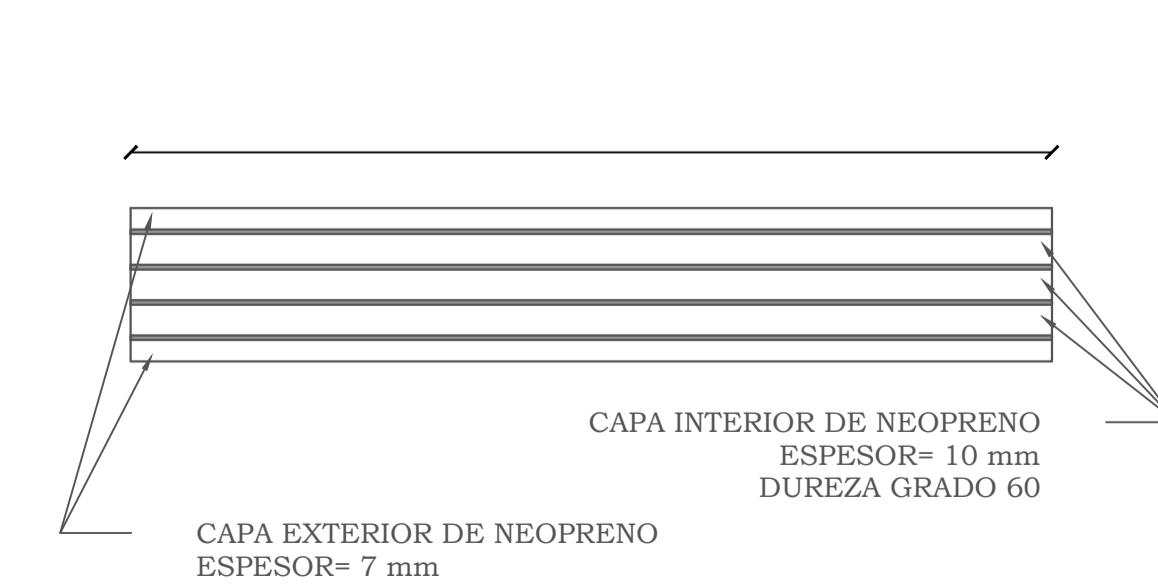 CAPA INTERIOR DE NEOPRENO
ESPESOR= 10 mm
DUREZA GRADO 60
CAPA EXTERIOR DE NEOPRENO
ESPESOR= 7 mm